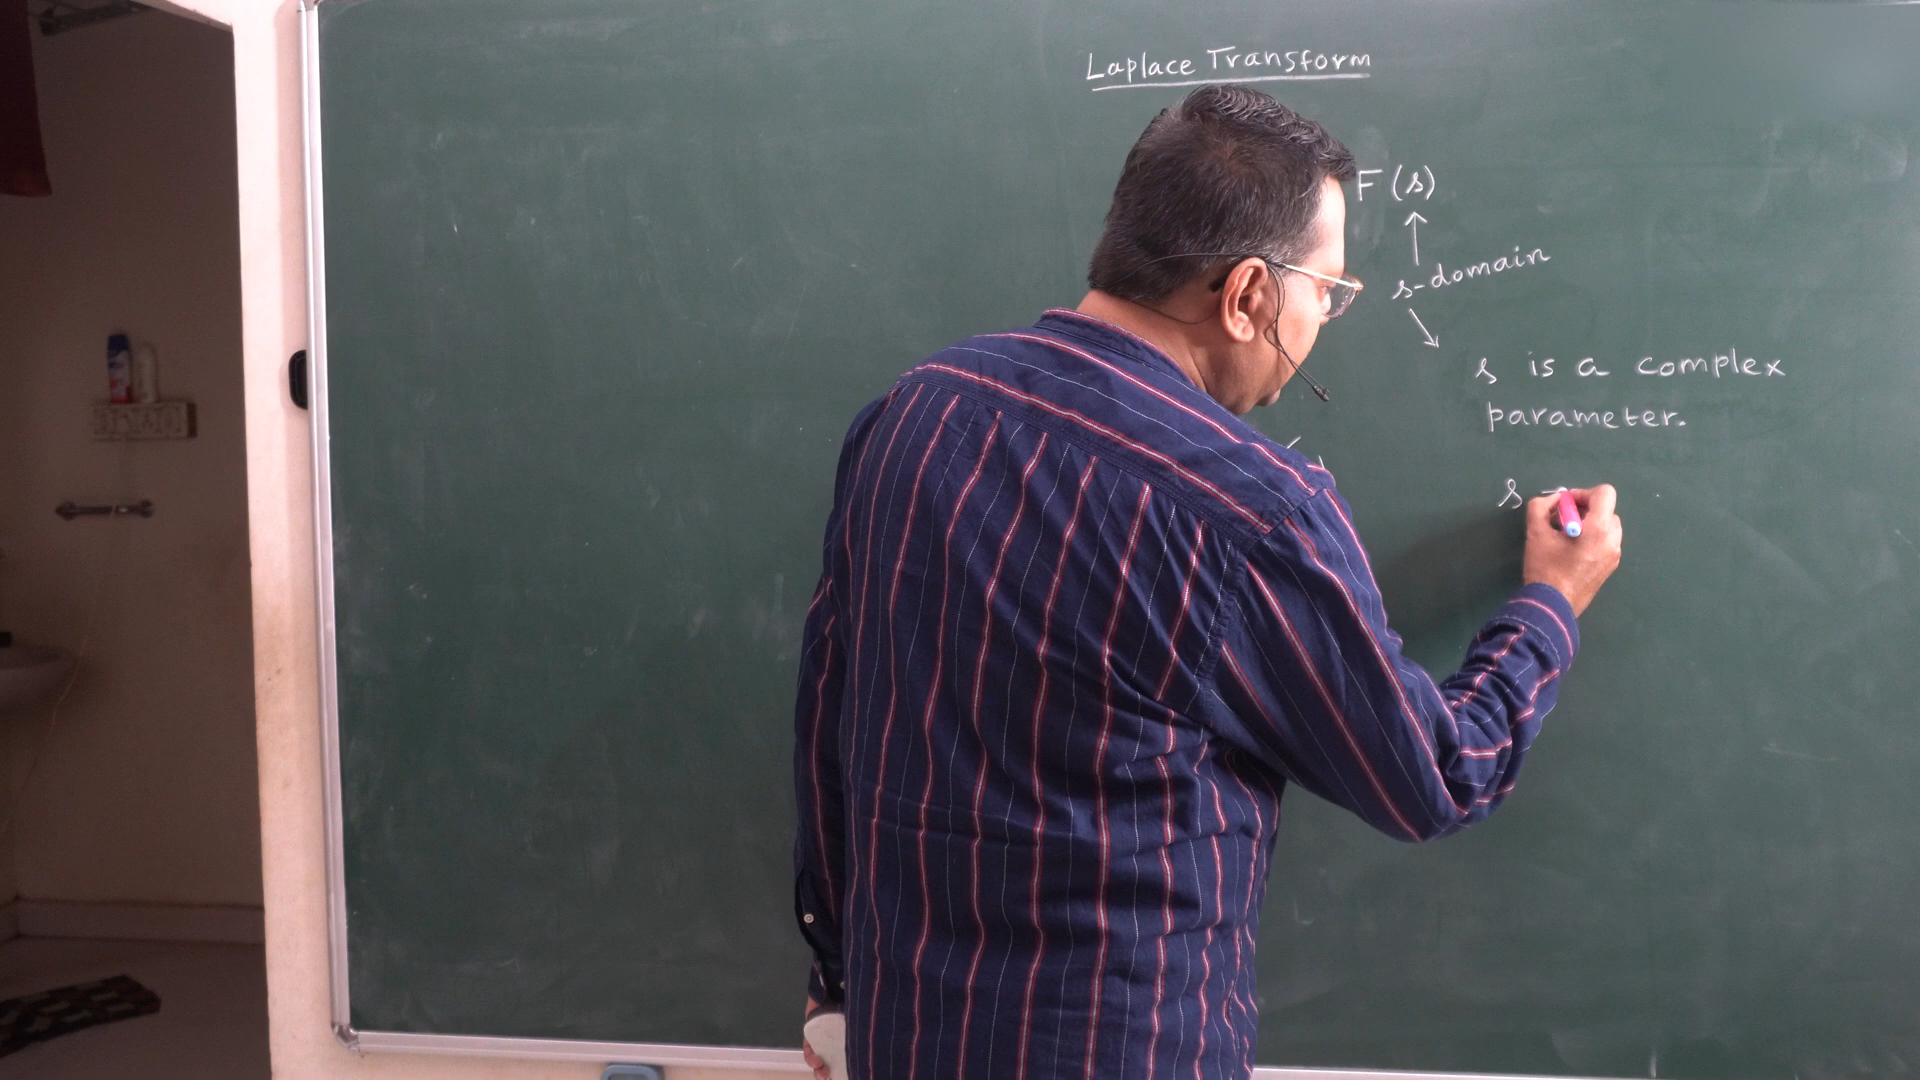 Laplace Transform
F(s)
s-domain
s is a complex
parameter.
s